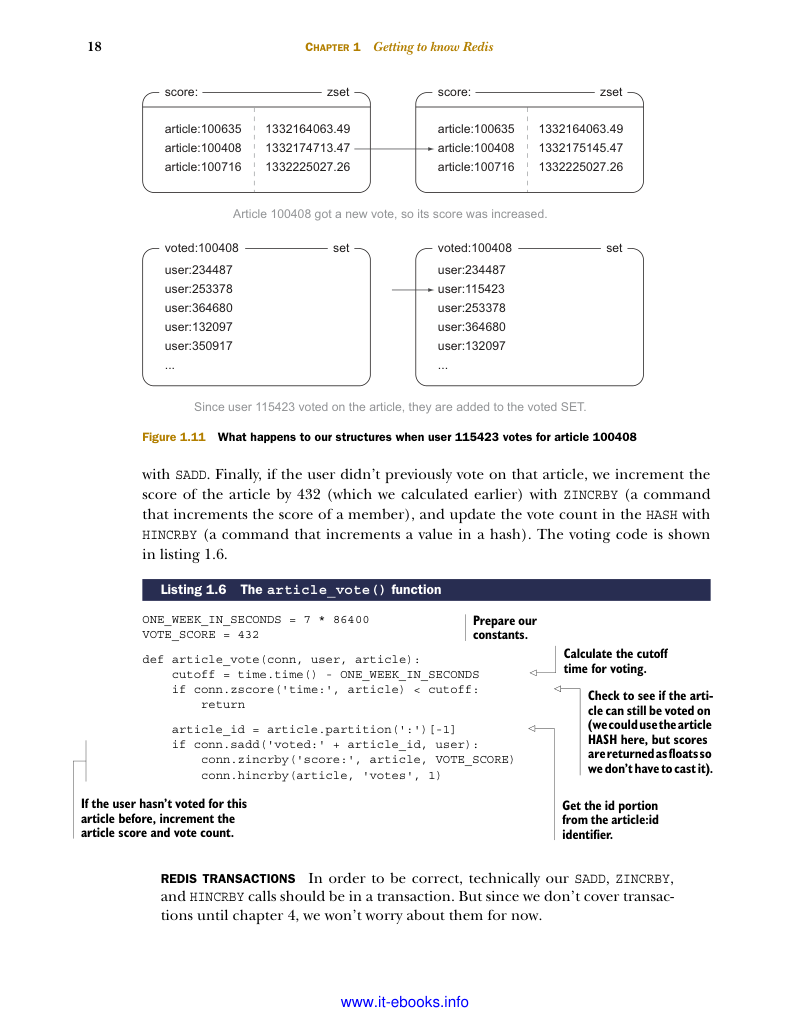 18
CHAPTER 1 Getting to know Redis
score: zset
article:100635 1332164063.49
article:100408 1332174713.47
article:100716 1332225027.26
score: zset
article:100635 1332164063.49
article:100408 1332175145.47
article:100716 1332225027.26
Article 100408 got a new vote, so its score was increased.
voted:100408 set
user:234487
user:253378
user:364680
user:132097
user:350917
...
voted:100408 set
user:234487
user:115423
user:253378
user:364680
user:132097
...
Since user 115423 voted on the article, they are added to the voted SET.
Figure 1.11 What happens to our structures when user 115423 votes for article 100408
with SADD. Finally, if the user didn’t previously vote on that article, we increment the
score of the article by 432 (which we calculated earlier) with ZINCRBY (a command
that increments the score of a member), and update the vote count in the HASH with
HINCRBY (a command that increments a value in a hash). The voting code is shown
in listing 1.6.
Listing 1.6 The article_vote() function
ONE_WEEK_IN_SECONDS = 7 * 86400
VOTE_SCORE = 432
Prepare our
constants.
def article_vote(conn, user, article):
    cutoff = time.time() - ONE_WEEK_IN_SECONDS
    if conn.zscore('time:', article) < cutoff:
        return
Calculate the cutoff
time for voting.
Check to see if the arti-
cle can still be voted on
(we could use the article
HASH here, but scores
are returned as floats so
we don’t have to cast it).
    article_id = article.partition(':')[-1]
    if conn.sadd('voted:' + article_id, user):
        conn.zincrby('score:', article, VOTE_SCORE)
        conn.hincrby(article, 'votes', 1)
If the user hasn’t voted for this
article before, increment the
article score and vote count.
Get the id portion
from the article:id
identifier.
REDIS TRANSACTIONS In order to be correct, technically our SADD, ZINCRBY,
and HINCRBY calls should be in a transaction. But since we don’t cover transac-
tions until chapter 4, we won’t worry about them for now.
www.it-ebooks.info